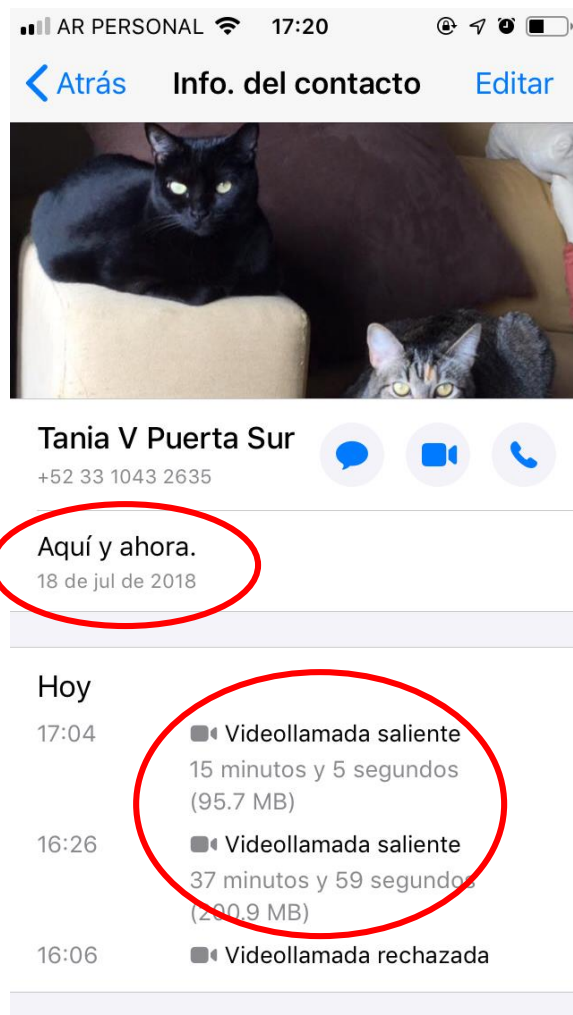 AR PERSONAL 17:20
Atrás Info. del contacto Editar
Tania V Puerta Sur
+52 33 1043 2635
Aquí y ahora.
18 de jul de 2018
Hoy
17:04 Videollamada saliente
15 minutos y 5 segundos
(95.7 MB)
16:26 Videollamada saliente
37 minutos y 59 segundos
(200.9 MB)
16:06 Videollamada rechazada